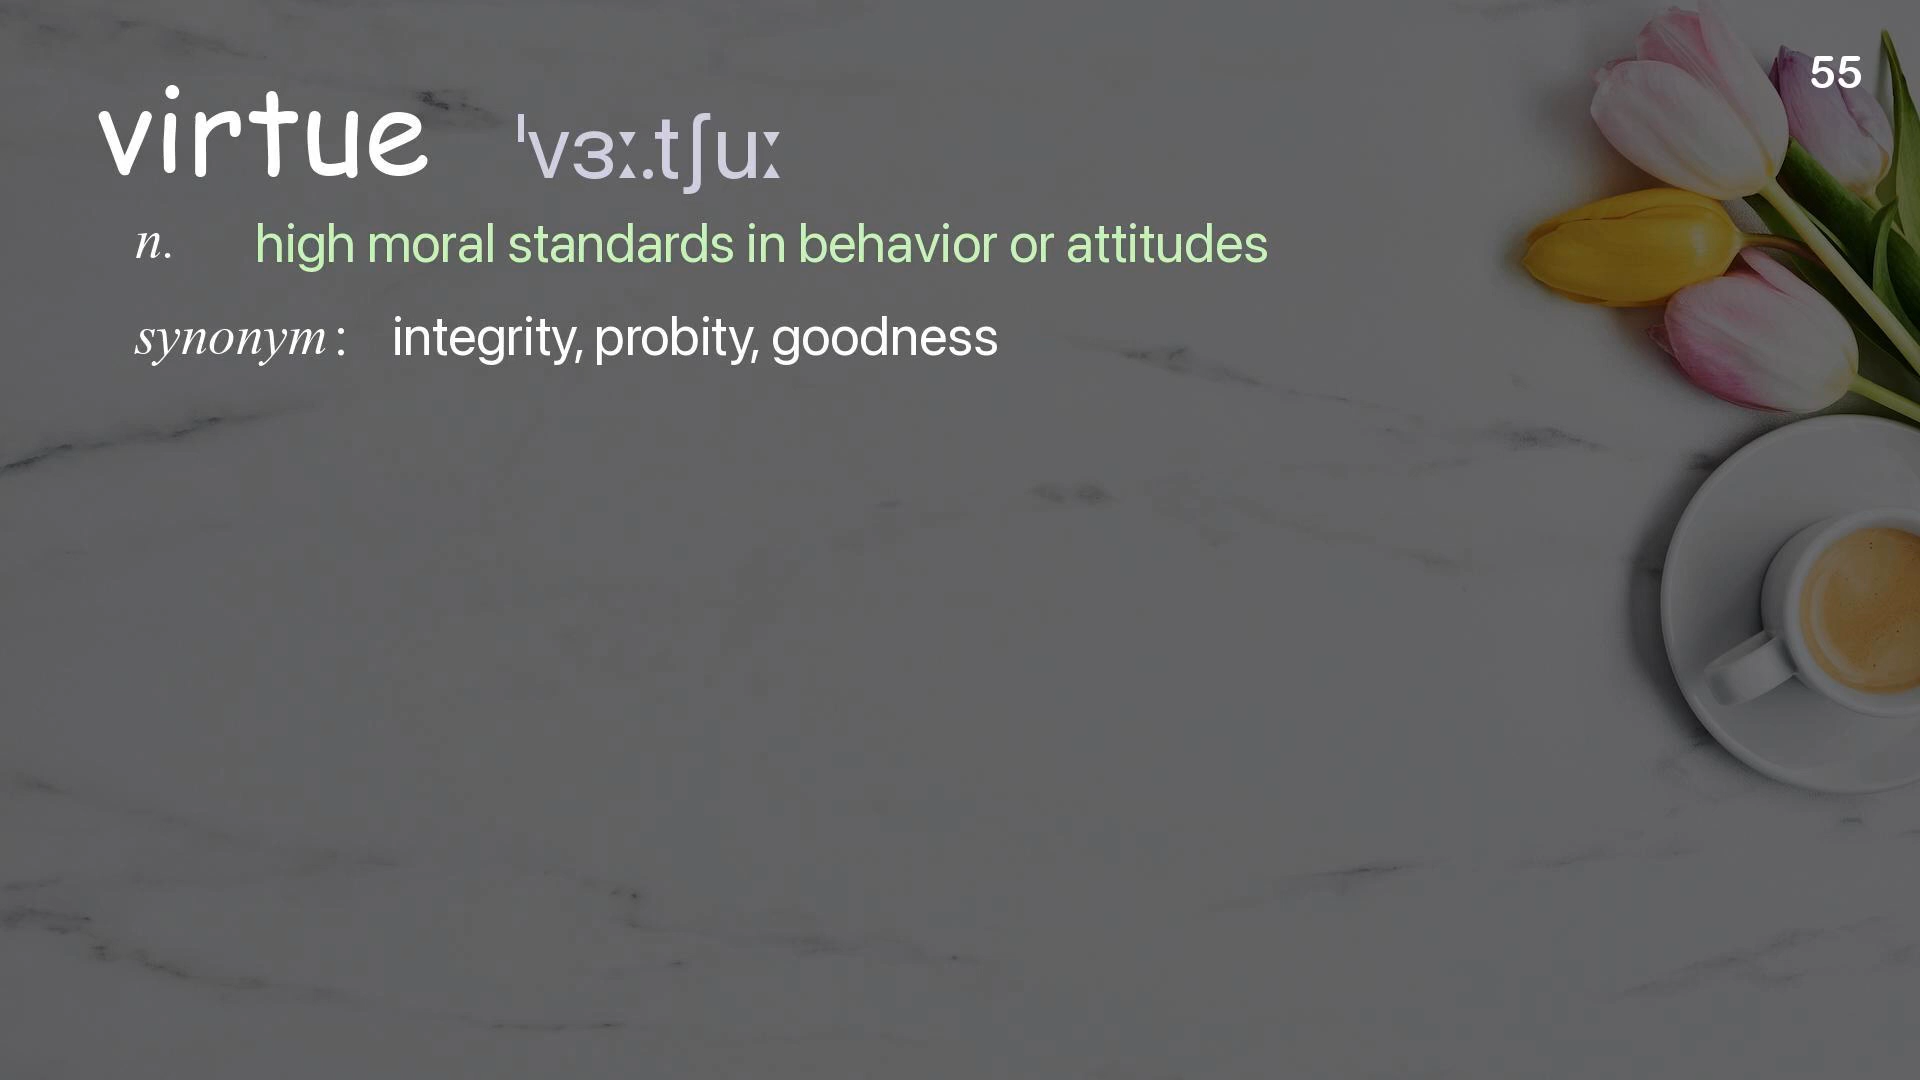 55
virtue ˈvɜː.tʃuː
n. high moral standards in behavior or attitudes
synonym: integrity, probity, goodness